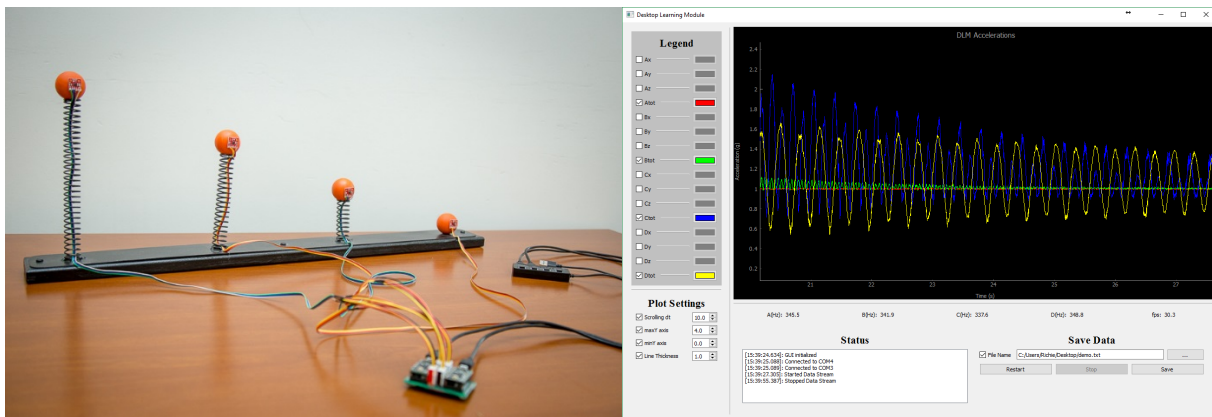 Desktop Learning Module
Legend
Ax
Ay
Az
Atot
Bx
By
Bz
Btot
Cx
Cy
Cz
Ctot
Dx
Dy
Dz
Dtot
Plot Settings
Scrolling dt 10.0
maxY axis 4.0
minY axis 0.0
Line Thickness 1.0
DLM Accelerations
2.4
2.2
2
1.8
1.6
1.4
1.2
1
0.8
0.6
0.4
0.2
Acceleration (g)
21 22 23 24 25 26 27
Time [s]
A(Hz): 345.5 B(Hz): 341.9 C(Hz): 337.6 D(Hz): 348.8 fps: 30.3
Status
[15:39:24.634]: GUI initialized
[15:39:25.088]: Connected to COM4
[15:39:25.089]: Connected to COM3
[15:39:27.305]: Started Data Stream
[15:39:55.387]: Stopped Data Stream
Save Data
File Name C:/Users/Richie/Desktop/demo.txt ...
Restart Stop Save